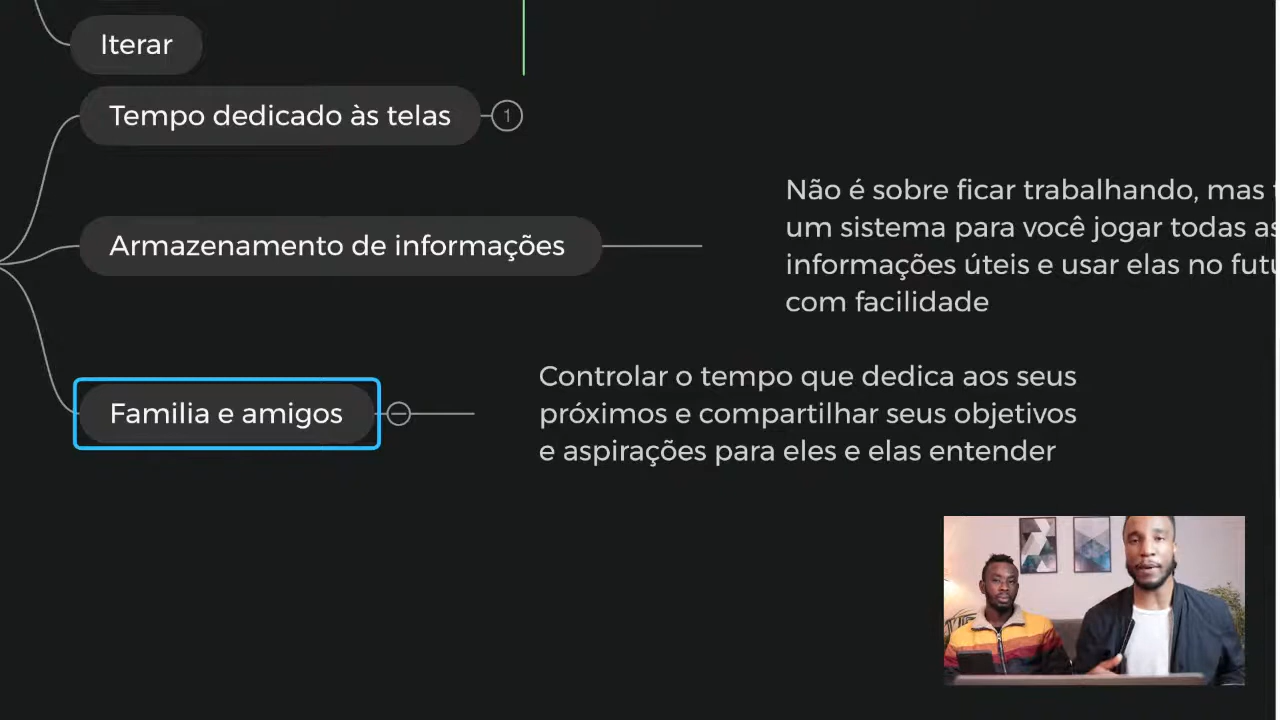 Iterar
Tempo dedicado às telas
1
Armazenamento de informações
Não é sobre ficar trabalhando, mas
um sistema para você jogar todas as
informações úteis e usar elas no
com facilidade
Familia e amigos
Controlar o tempo que dedica aos seus
próximos e compartilhar seus objetivos
e aspirações para eles e elas entender